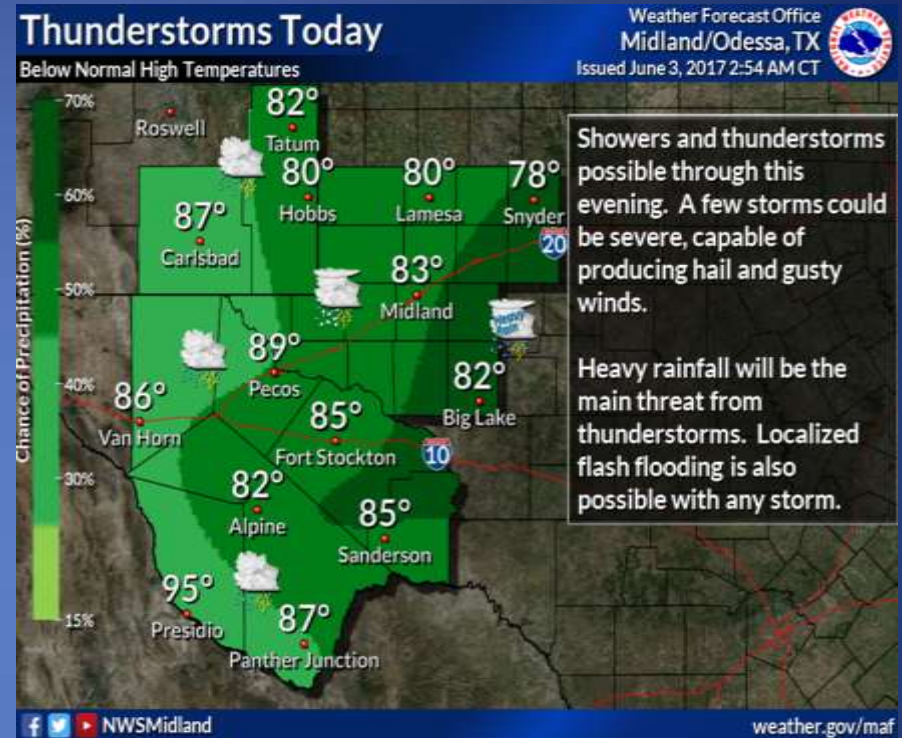 Thunderstorms Today
Below Normal High Temperatures
Weather Forecast Office
Midland/Odessa,TX
Issued June 3, 2017 2:54 AM CT
Chance of Precipitation (%)
70%
60%
50%
40%
30%
15%
Roswell
82°
Tatum
80°
Hobbs
80°
Lamesa
78°
Snyder
20
87°
Carlsbad
83°
Midland
89°
Pecos
82°
Big Lake
86°
Van Horn
85°
Fort Stockton
10
82°
Alpine
85°
Sanderson
95°
Presidio
87°
Panther Junction
Showers and thunderstorms
possible through this
evening. A few storms could
be severe, capable of
producing hail and gusty
winds.
Heavy rainfall will be the
main threat from
thunderstorms. Localized
flash flooding is also
possible with any storm.
NWSMidland
weather.gov/maf